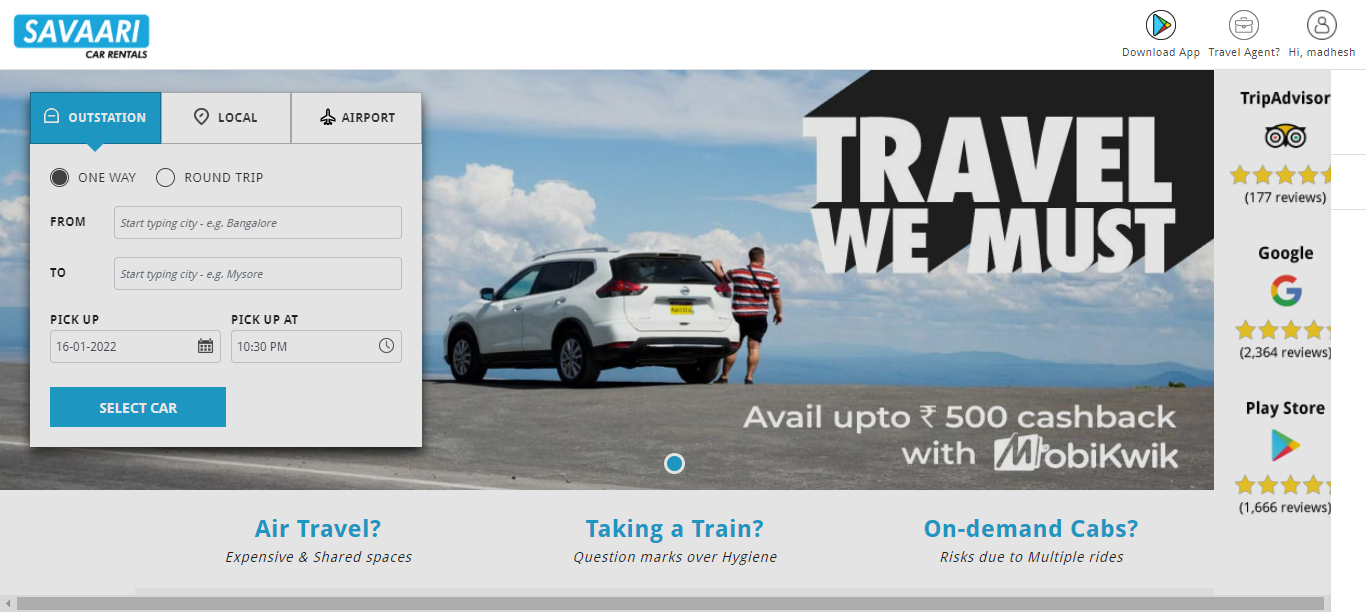 SAVAARI
CAR RENTALS
Download App
Travel Agent?
Hi, madhesh
OUTSTATION
LOCAL
AIRPORT
ONE WAY
ROUND TRIP
FROM
Start typing city - e.g. Bangalore
TO
Start typing city - e.g. Mysore
PICK UP
PICK UP AT
16-01-2022
10:30 PM
SELECT CAR
TRAVEL
WE MUST
Avail upto ₹ 500 cashback
with MobiKwik
TripAdvisor
(177 reviews)
Google
G
(2,364 reviews)
Play Store
(1,666 reviews)
Air Travel?
Expensive & Shared spaces
Taking a Train?
Question marks over Hygiene
On-demand Cabs?
Risks due to Multiple rides